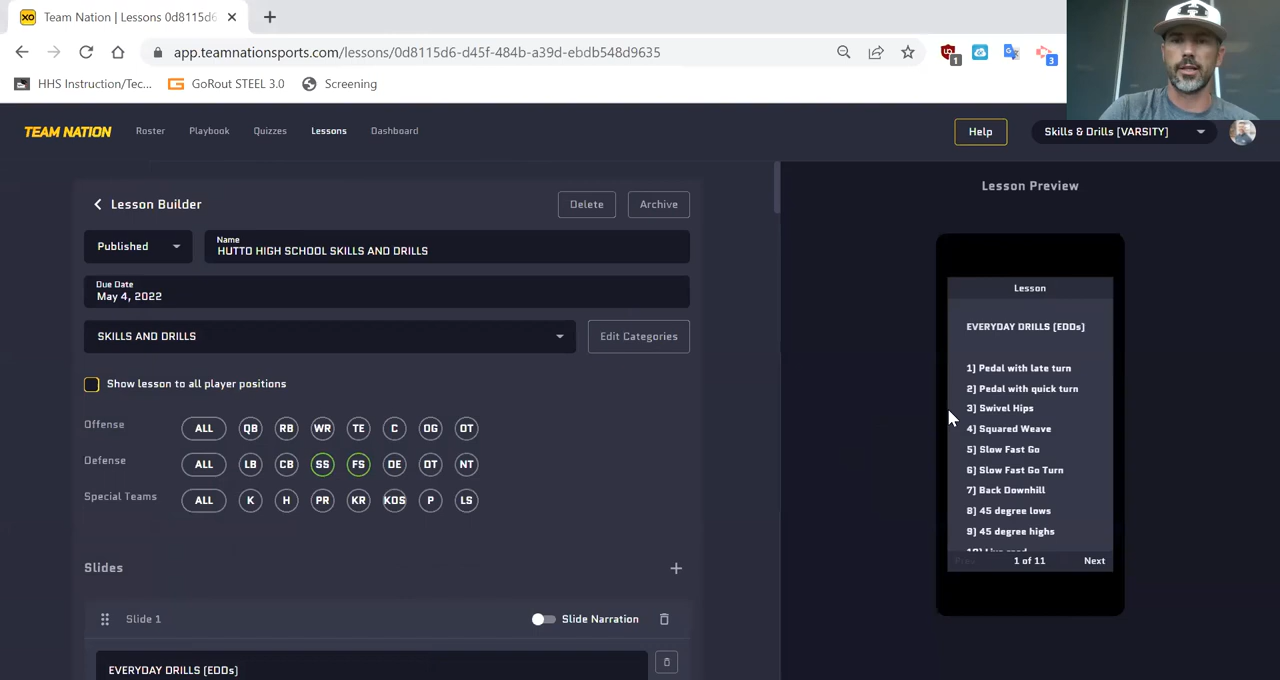 Team Nation | Lessons 0d8115d6
app.teamnationsports.com/lessons/0d8115d6-d45f-484b-a39d-ebdb548d9635
1
3
HHS Instruction/Tec...
GoRout STEEL 3.0
Screening
TEAM NATION
Roster
Playbook
Quizzes
Lessons
Dashboard
Help
Skills & Drills [VARSITY]
Lesson Builder
Delete
Archive
Published
Name
HUTTO HIGH SCHOOL SKILLS AND DRILLS
Due Date
May 4, 2022
SKILLS AND DRILLS
Edit Categories
Show lesson to all player positions
Offense ALL QB RB WR TE C OG OT
Defense ALL LB CB SS FS DE DT NT
Special Teams ALL K H PR KR KOS P LS
Slides
Slide 1
Slide Narration
EVERYDAY DRILLS (EDDs)
Lesson Preview
Lesson
EVERYDAY DRILLS (EDDs)
1) Pedal with late turn
2) Pedal with quick turn
3) Swivel Hips
4) Squared Weave
5) Slow Fast Go
6) Slow Fast Go Turn
7) Back Downhill
8) 45 degree lows
9) 45 degree highs
Prev
1 of 11
Next